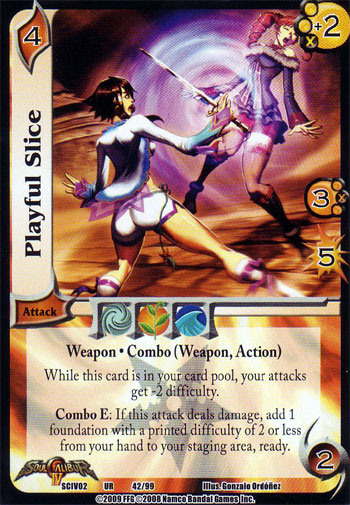 4
+2
Playful Slice
3
5
Attack
Weapon • Combo (Weapon, Action)
While this card is in your card pool, your attacks
get -2 difficulty.
Combo E: If this attack deals damage, add 1
foundation with a printed difficulty of 2 or less
from your hand to your staging area, ready.
2
SOULCALIBUR
IV
SCIV02 UR 42/99 Illus. Gonzalo Ordóñez
©2009 FFG ©2008 Namco Bandai Games Inc.